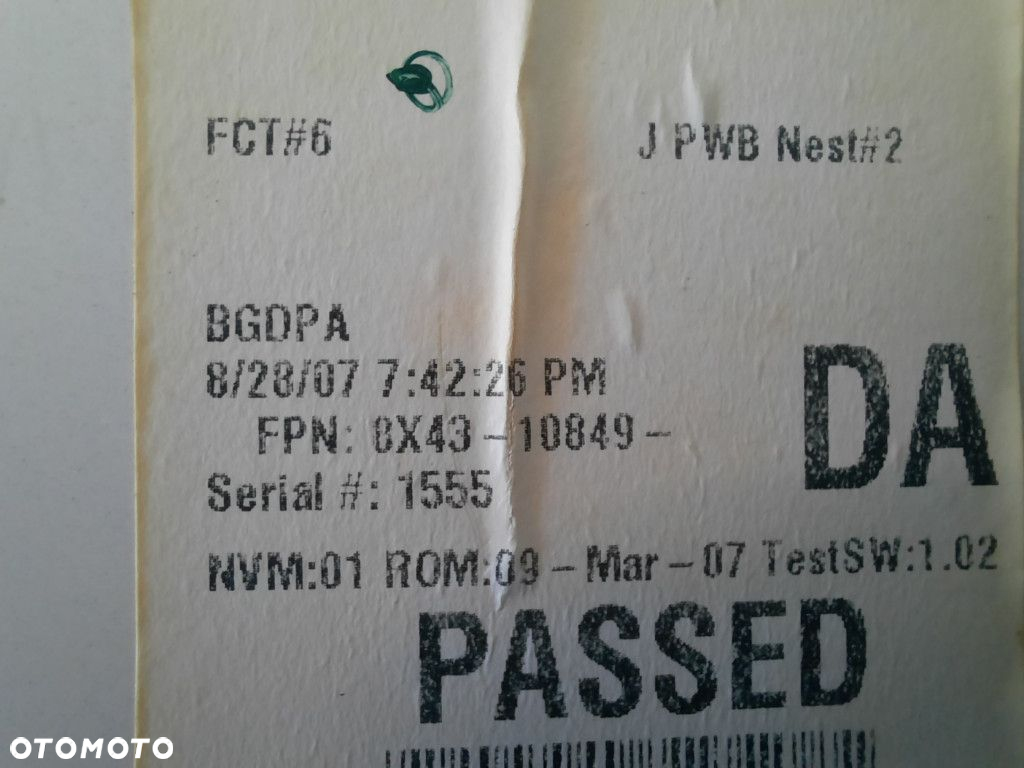 FCT#6 J PWB Nest#2
BGDPA
8/28/07 7:42:26 PM
FPN: 8X43-10849-
DA
Serial #: 1555
NVM:01 ROM:09-Mar-07 TestSW:1.02
PASSED
OTOMOTO